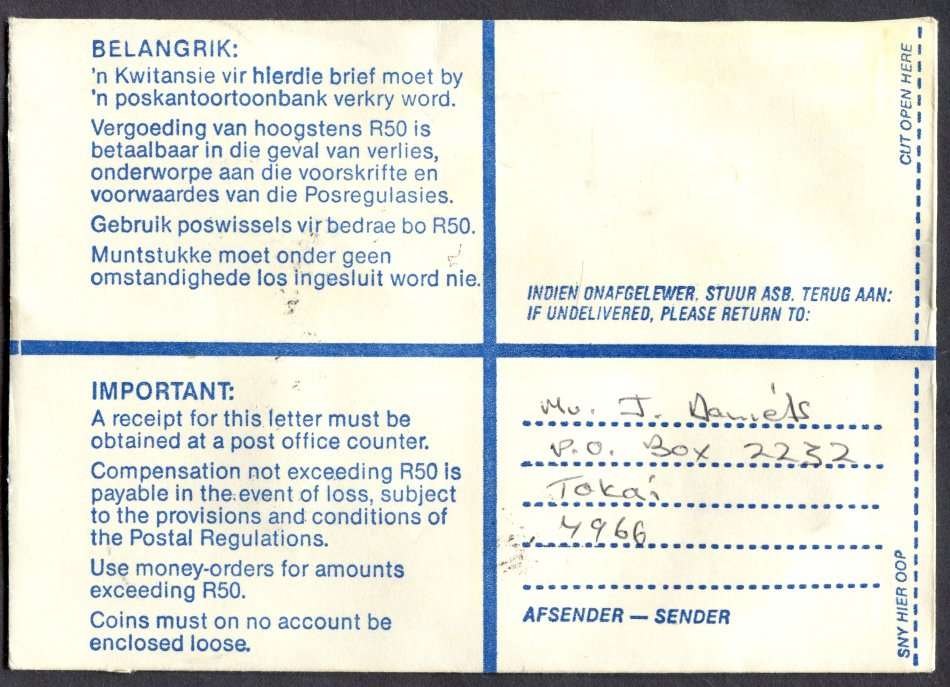 BELANGRIK:
'n Kwitansie vir hierdie brief moet by
'n poskantoortoonbank verkry word.
Vergoeding van hoogstens R50 is
betaalbaar in die geval van verlies,
onderworpe aan die voorskrifte en
voorwaardes van die Posregulasies.
Gebruik poswissels vir bedrae bo R50.
Muntstukke moet onder geen
omstandighede los ingesluit word nie.
CUT OPEN HERE
INDIEN ONAFGELEWER, STUUR ASB. TERUG AAN:
IF UNDELIVERED, PLEASE RETURN TO:
IMPORTANT:
A receipt for this letter must be
obtained at a post office counter.
Compensation not exceeding R50 is
payable in the event of loss, subject
to the provisions and conditions of
the Postal Regulations.
Use money-orders for amounts
exceeding R50.
Coins must on no account be
enclosed loose.
Mr. J. Daniels
P.O. Box 2232
Tokai
7966
AFSENDER — SENDER
SNY HIER OOP